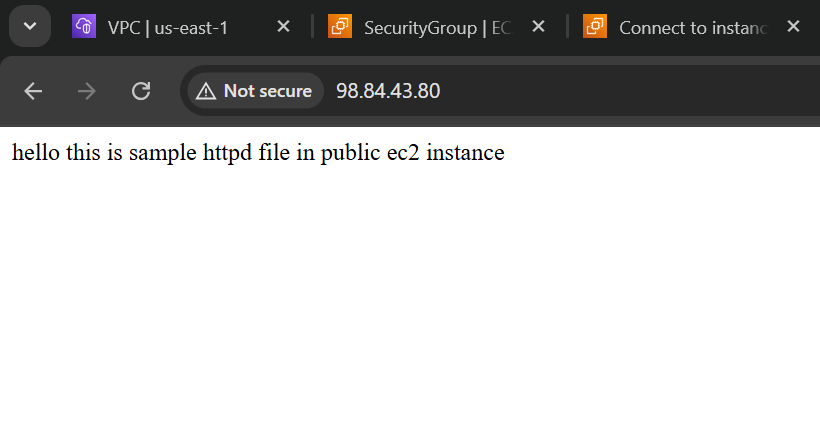 VPC | us-east-1
SecurityGroup | EC
Connect to instanc
Not secure
98.84.43.80
hello this is sample httpd file in public ec2 instance